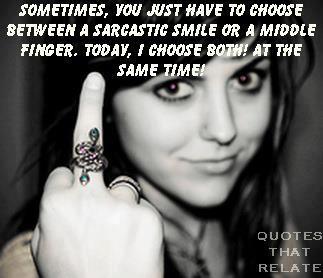 SOMETIMES, YOU JUST HAVE TO CHOOSE
BETWEEN A SARCASTIC SMILE OR A MIDDLE
FINGER. TODAY, I CHOOSE BOTH! AT THE
SAME TIME!
QUOTES
THAT
RELATE